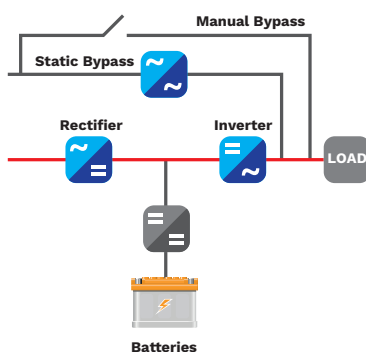 Manual Bypass
Static Bypass
Rectifier
Inverter
LOAD
Batteries